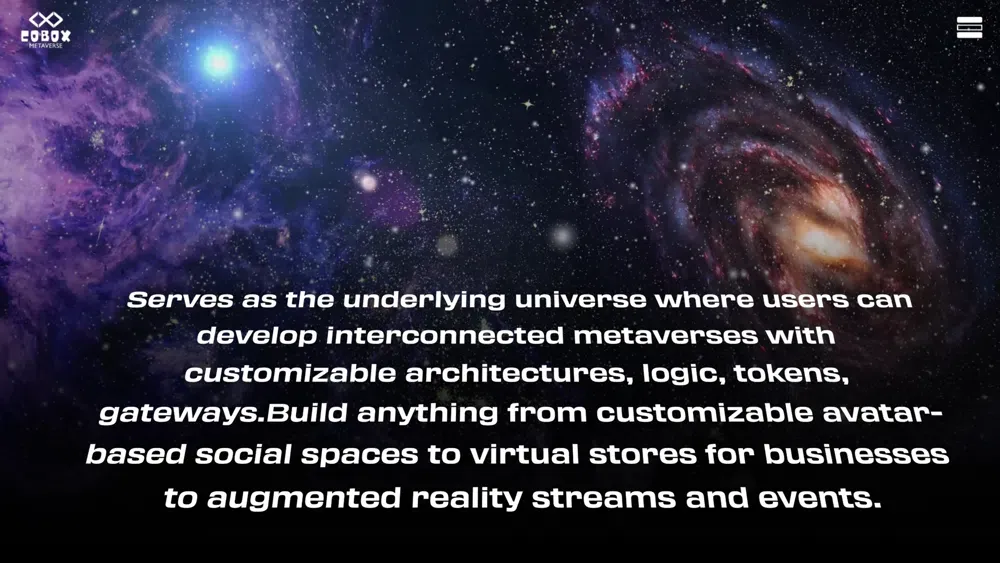 COBOX
METAVERSE
Serves as the underlying universe where users can
develop interconnected metaverses with
customizable architectures, logic, tokens,
gateways.Build anything from customizable avatar-
based social spaces to virtual stores for businesses
to augmented reality streams and events.